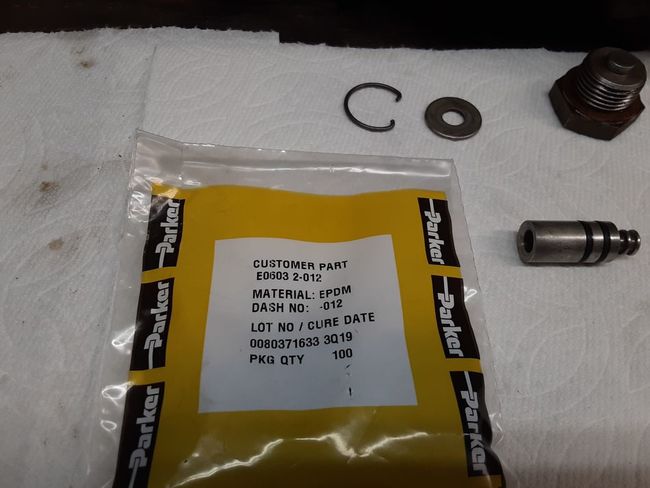 Parker
Parker
Parker
CUSTOMER PART
E0603 2-012
MATERIAL: EPDM
DASH NO: -012
LOT NO / CURE DATE
0080371633 3Q19
PKG QTY 100
Parker
Parker
Parker